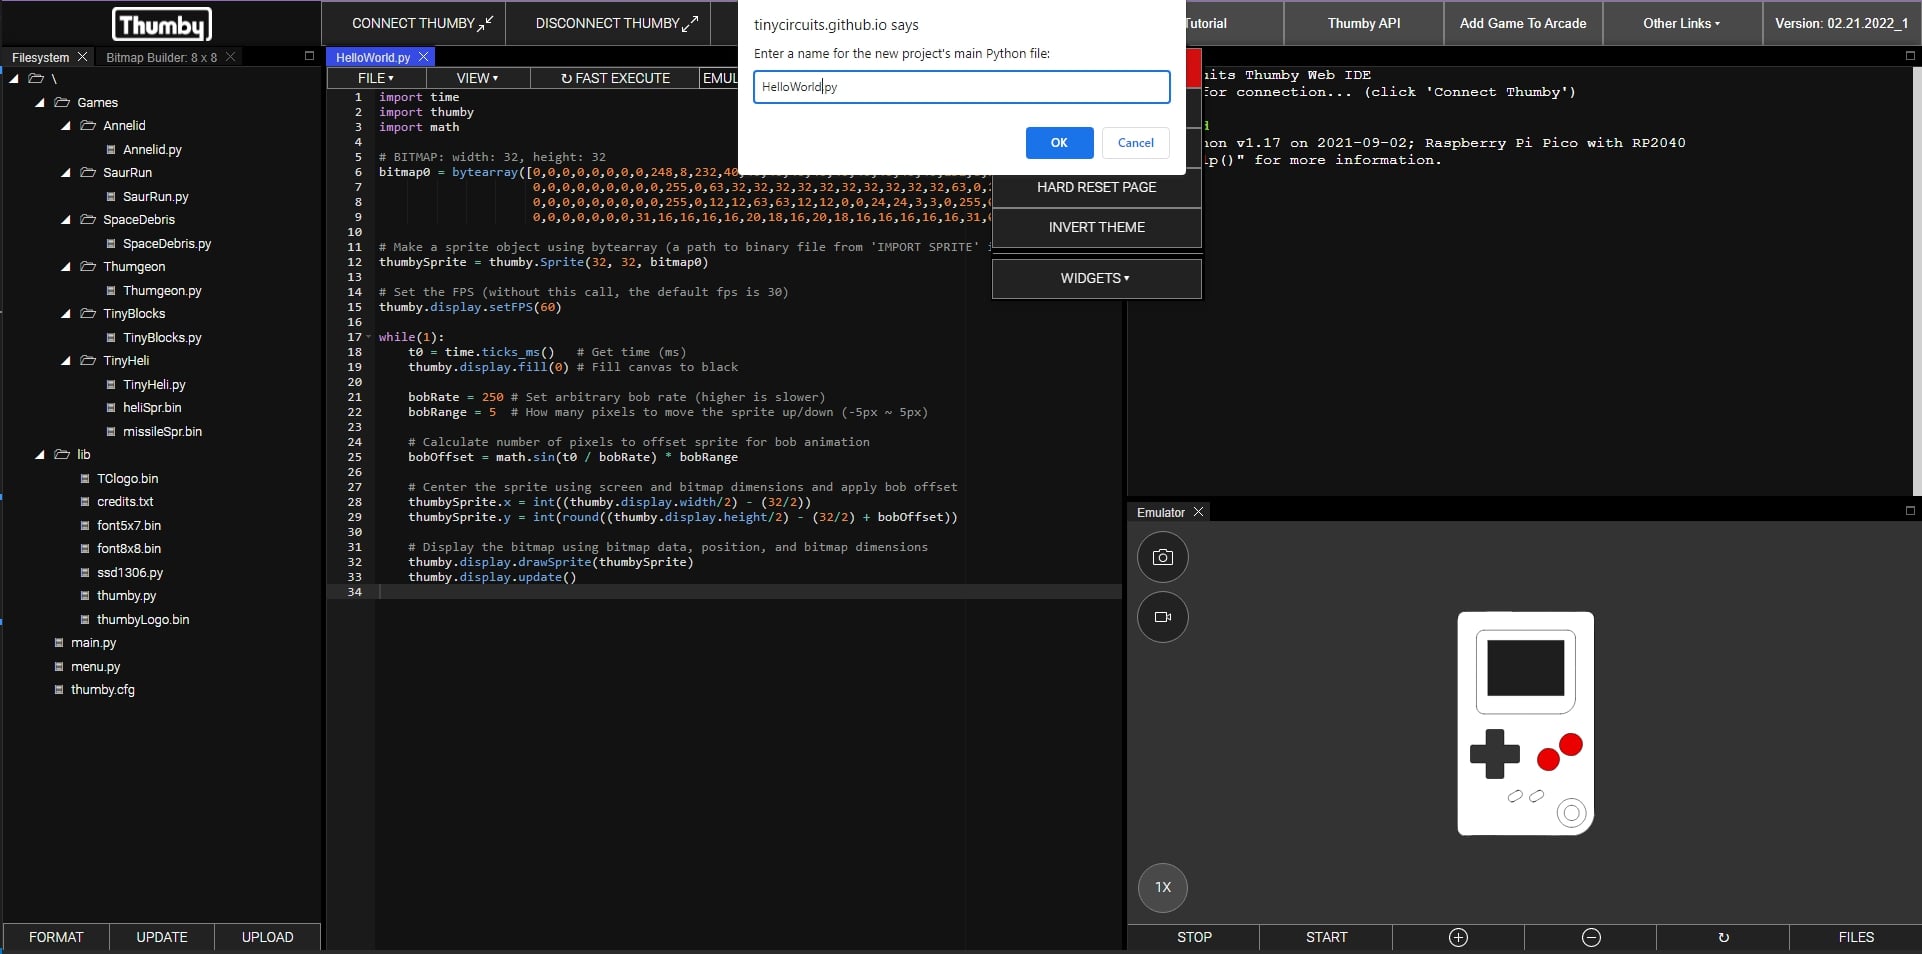 Thumby
CONNECT THUMBY
DISCONNECT THUMBY
Tutorial
Thumby API
Add Game To Arcade
Other Links
Version: 02.21.2022_1
tinycircuits.github.io says
Enter a name for the new project's main Python file:
HelloWorld.py
OK
Cancel
Filesystem
Bitmap Builder: 8 x 8
\
Games
Annelid
Annelid.py
SaurRun
SaurRun.py
SpaceDebris
SpaceDebris.py
Thumgeon
Thumgeon.py
TinyBlocks
TinyBlocks.py
TinyHeli
TinyHeli.py
heliSpr.bin
missileSpr.bin
lib
TClogo.bin
credits.txt
font5x7.bin
font8x8.bin
ssd1306.py
thumby.py
thumbyLogo.bin
main.py
menu.py
thumby.cfg
FORMAT
UPDATE
UPLOAD
HelloWorld.py
FILE
VIEW
FAST EXECUTE
EMUL
1 import time
2 import thumby
3 import math
4
5 # BITMAP: width: 32, height: 32
6 bitmap0 = bytearray([0,0,0,0,0,0,0,0,248,8,232,40
7 0,0,0,0,0,0,0,0,255,0,63,32,32,32,32,32,32,32,32,32,32,63,0,
8 0,0,0,0,0,0,0,0,255,0,12,12,63,63,12,12,0,0,24,24,3,3,0,255,
9 0,0,0,0,0,0,0,31,16,16,16,16,20,18,16,20,18,16,16,16,16,16,31,
10
11 # Make a sprite object using bytearray (a path to binary file from 'IMPORT SPRITE'
12 thumbySprite = thumby.Sprite(32, 32, bitmap0)
13
14 # Set the FPS (without this call, the default fps is 30)
15 thumby.display.setFPS(60)
16
17 while(1):
18 t0 = time.ticks_ms() # Get time (ms)
19 thumby.display.fill(0) # Fill canvas to black
20
21 bobRate = 250 # Set arbitrary bob rate (higher is slower)
22 bobRange = 5 # How many pixels to move the sprite up/down (-5px ~ 5px)
23
24 # Calculate number of pixels to offset sprite for bob animation
25 bobOffset = math.sin(t0 / bobRate) * bobRange
26
27 # Center the sprite using screen and bitmap dimensions and apply bob offset
28 thumbySprite.x = int((thumby.display.width/2) - (32/2))
29 thumbySprite.y = int(round((thumby.display.height/2) - (32/2) + bobOffset))
30
31 # Display the bitmap using bitmap data, position, and bitmap dimensions
32 thumby.display.drawSprite(thumbySprite)
33 thumby.display.update()
34
HARD RESET PAGE
INVERT THEME
WIDGETS
uits Thumby Web IDE
for connection... (click 'Connect Thumby')
d
hon v1.17 on 2021-09-02; Raspberry Pi Pico with RP2040
lp()" for more information.
Emulator
1X
STOP
START
FILES